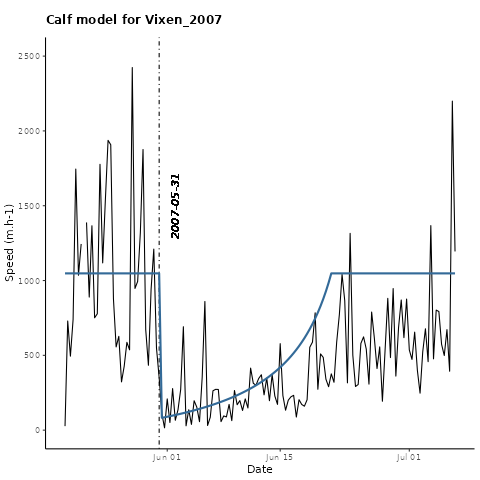 Calf model for Vixen_2007
2500
2000
1500
1000
500
0
Speed (m.h-1)
2007-05-31
Jun 01
Jun 15
Jul 01
Date